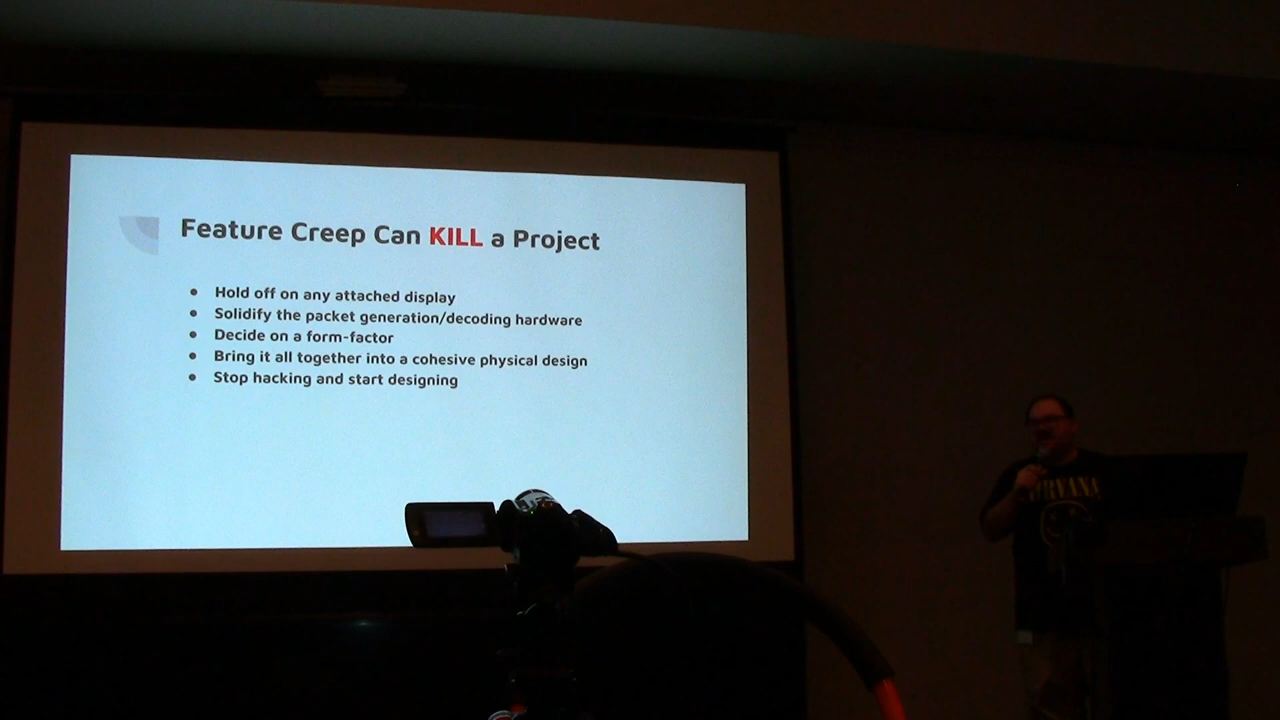 Feature Creep Can KILL a Project
● Hold off on any attached display
● Solidify the packet generation/decoding hardware
● Decide on a form-factor
● Bring it all together into a cohesive physical design
● Stop hacking and start designing
NIRVANA